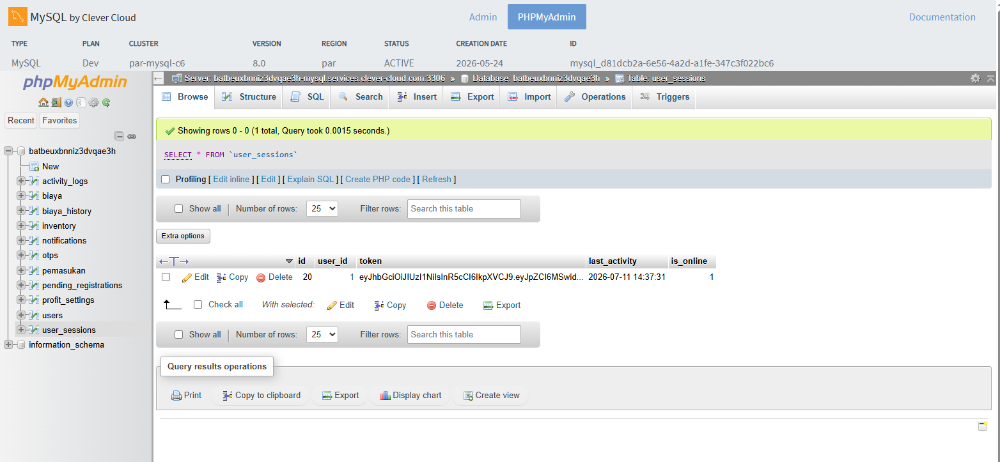 MySQL by Clever Cloud
Admin PHPMyAdmin Documentation
TYPE PLAN CLUSTER VERSION REGION STATUS CREATION DATE ID
MySQL Dev par-mysql-c6 8.0 par ACTIVE 2026-05-24 mysql_d81dcb2a-6e56-4a2d-a1fe-347c3f022bc6
phpMyAdmin
Recent Favorites
batbeuxbnniz3dvqae3h
New
activity_logs
biaya
biaya_history
inventory
notifications
otps
pemasukan
pending_registrations
profit_settings
users
user_sessions
information_schema
Server: batbeuxbnniz3dvqae3h-mysql.services.clever-cloud.com:3306 » Database: batbeuxbnniz3dvqae3h » Table: user_sessions
Browse Structure SQL Search Insert Export Import Operations Triggers
Showing rows 0 - 0 (1 total, Query took 0.0015 seconds.)
SELECT * FROM `user_sessions`
Profiling [ Edit inline ] [ Edit ] [ Explain SQL ] [ Create PHP code ] [ Refresh ]
Show all Number of rows: 25 Filter rows: Search this table
Extra options
id user_id token last_activity is_online
Edit Copy Delete 20 1 eyJhbGciOiJIUzI1NiIsInR5cCI6IkpXVCJ9.eyJpZCI6MSwid... 2026-07-11 14:37:31 1
Check all With selected: Edit Copy Delete Export
Show all Number of rows: 25 Filter rows: Search this table
Query results operations
Print Copy to clipboard Export Display chart Create view